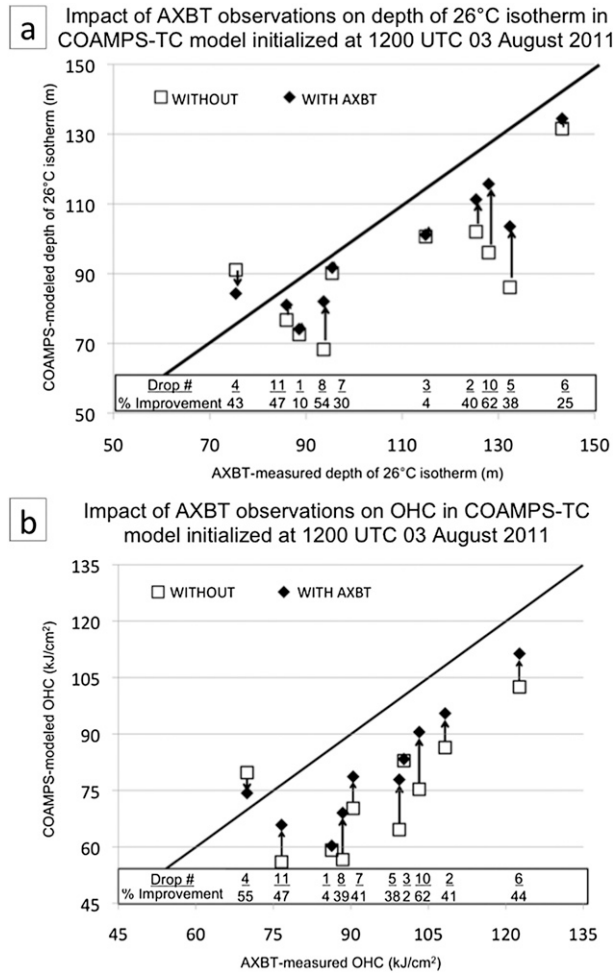 a
Impact of AXBT observations on depth of 26°C isotherm in
COAMPS-TC model initialized at 1200 UTC 03 August 2011
150
WITHOUT WITH AXBT
130
110
90
70
50
COAMPS-modeled depth of 26°C isotherm (m)
Drop # 4 11 1 8 7 3 2 10 5 6
% Improvement 43 47 10 54 30 4 40 62 38 25
50 70 90 110 130 150
AXBT-measured depth of 26°C isotherm (m)
b
Impact of AXBT observations on OHC in COAMPS-TC
model initialized at 1200 UTC 03 August 2011
135
WITHOUT WITH AXBT
120
105
90
75
60
45
COAMPS-modeled OHC (kJ/cm²)
Drop # 4 11 1 8 7 5 3 10 2 6
% Improvement 55 47 4 39 41 38 2 62 41 44
45 60 75 90 105 120 135
AXBT-measured OHC (kJ/cm²)